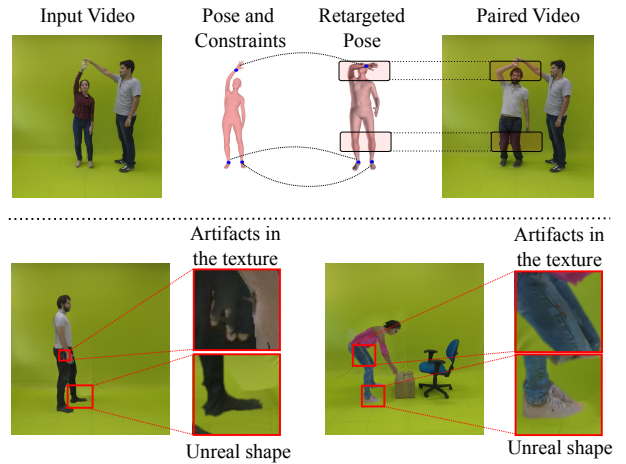 Input Video
Pose and
Constraints
Retargeted
Pose
Paired Video
Artifacts in
the texture
Artifacts in
the texture
Unreal shape
Unreal shape